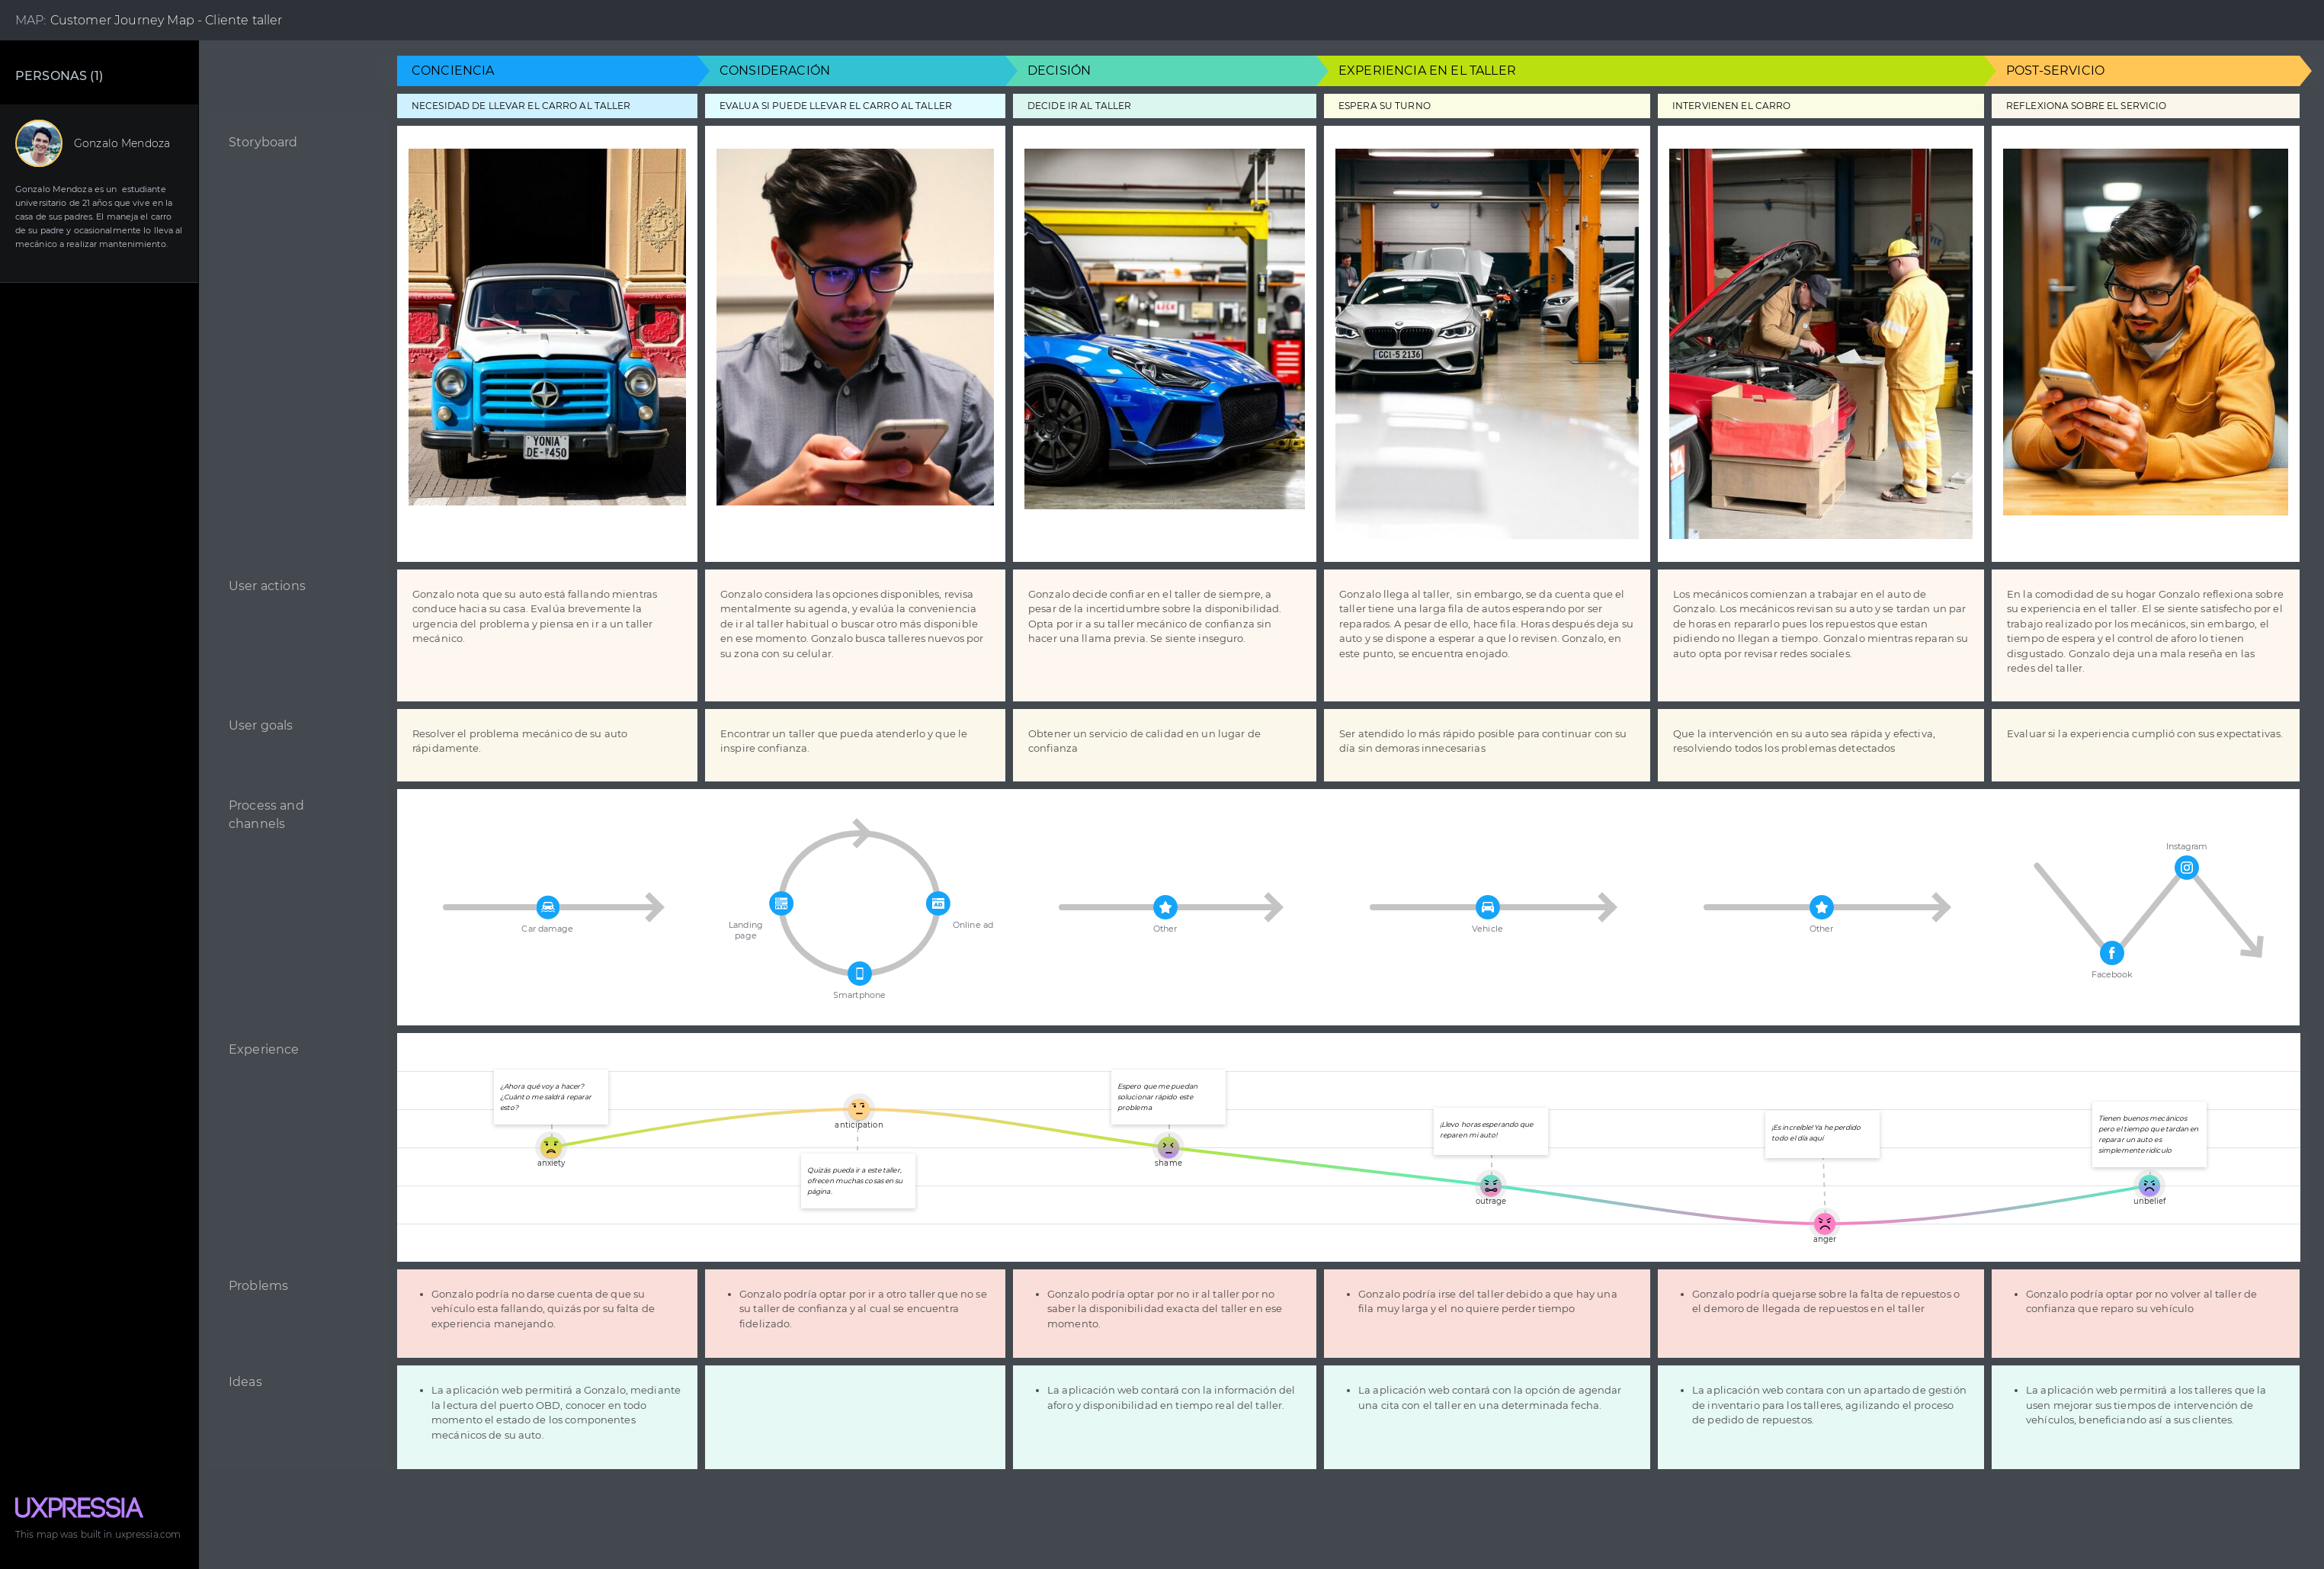 MAP: Customer Journey Map - Cliente taller
PERSONAS (1)
Gonzalo Mendoza
Gonzalo Mendoza es un estudiante
universitario de 21 años que vive en la
casa de sus padres. El maneja el carro
de su padre y ocasionalmente lo lleva al
mecánico a realizar mantenimiento.
CONCIENCIA
CONSIDERACIÓN
DECISIÓN
EXPERIENCIA EN EL TALLER
POST-SERVICIO
NECESIDAD DE LLEVAR EL CARRO AL TALLER
EVALUA SI PUEDE LLEVAR EL CARRO AL TALLER
DECIDE IR AL TALLER
ESPERA SU TURNO
INTERVIENEN EL CARRO
REFLEXIONA SOBRE EL SERVICIO
Storyboard
YONIA
DE-
450
User actions
Gonzalo nota que su auto está fallando mientras
conduce hacia su casa. Evalúa brevemente la
urgencia del problema y piensa en ir a un taller
mecánico.
Gonzalo considera las opciones disponibles, revisa
mentalmente su agenda, y evalúa la conveniencia
de ir al taller habitual o buscar otro más disponible
en ese momento. Gonzalo busca talleres nuevos por
su zona con su celular.
Gonzalo decide confiar en el taller de siempre, a
pesar de la incertidumbre sobre la disponibilidad.
Opta por ir a su taller mecánico de confianza sin
hacer una llama previa. Se siente inseguro.
Gonzalo llega al taller, sin embargo, se da cuenta que el
taller tiene una larga fila de autos esperando por ser
reparados. A pesar de ello, hace fila. Horas después deja su
auto y se dispone a esperar a que lo revisen. Gonzalo, en
este punto, se encuentra enojado.
Los mecánicos comienzan a trabajar en el auto de
Gonzalo. Los mecánicos revisan su auto y se tardan un par
de horas en repararlo pues los repuestos que estan
pidiendo no llegan a tiempo. Gonzalo mientras reparan su
auto opta por revisar redes sociales.
En la comodidad de su hogar Gonzalo reflexiona sobre
su experiencia en el taller. El se siente satisfecho por el
trabajo realizado por los mecánicos, sin embargo, el
tiempo de espera y el control de aforo lo tienen
disgustado. Gonzalo deja una mala reseña en las
redes del taller.
User goals
Resolver el problema mecánico de su auto
rápidamente.
Encontrar un taller que pueda atenderlo y que le
inspire confianza.
Obtener un servicio de calidad en un lugar de
confianza
Ser atendido lo más rápido posible para continuar con su
día sin demoras innecesarias
Que la intervención en su auto sea rápida y efectiva,
resolviendo todos los problemas detectados
Evaluar si la experiencia cumplió con sus expectativas.
Process and
channels
Car damage
Landing
page
Online ad
Smartphone
Other
Vehicle
Other
Instagram
Facebook
Experience
¿Ahora qué voy a hacer?
¿Cuánto me saldrá reparar
esto?
anxiety
anticipation
Quizás pueda ir a este taller,
ofrecen muchas cosas en su
página.
Espero que me puedan
solucionar rápido este
problema
shame
¡Llevo horas esperando que
reparen mi auto!
outrage
¡Es increíble! Ya he perdido
todo el día aquí
anger
Tienen buenos mecánicos
pero el tiempo que tardan en
reparar un auto es
simplemente ridículo
unbelief
Problems
• Gonzalo podría no darse cuenta de que su
vehículo esta fallando, quizás por su falta de
experiencia manejando.
• Gonzalo podría optar por ir a otro taller que no se
su taller de confianza y al cual se encuentra
fidelizado.
• Gonzalo podría optar por no ir al taller por no
saber la disponibilidad exacta del taller en ese
momento.
• Gonzalo podría irse del taller debido a que hay una
fila muy larga y el no quiere perder tiempo
• Gonzalo podría quejarse sobre la falta de repuestos o
el demoro de llegada de repuestos en el taller
• Gonzalo podría optar por no volver al taller de
confianza que reparo su vehículo
Ideas
• La aplicación web permitirá a Gonzalo, mediante
la lectura del puerto OBD, conocer en todo
momento el estado de los componentes
mecánicos de su auto.
• La aplicación web contará con la información del
aforo y disponibilidad en tiempo real del taller.
• La aplicación web contará con la opción de agendar
una cita con el taller en una determinada fecha.
• La aplicación web contara con un apartado de gestión
de inventario para los talleres, agilizando el proceso
de pedido de repuestos.
• La aplicación web permitirá a los talleres que la
usen mejorar sus tiempos de intervención de
vehículos, beneficiando así a sus clientes.
UXPRESSIA
This map was built in uxpressia.com